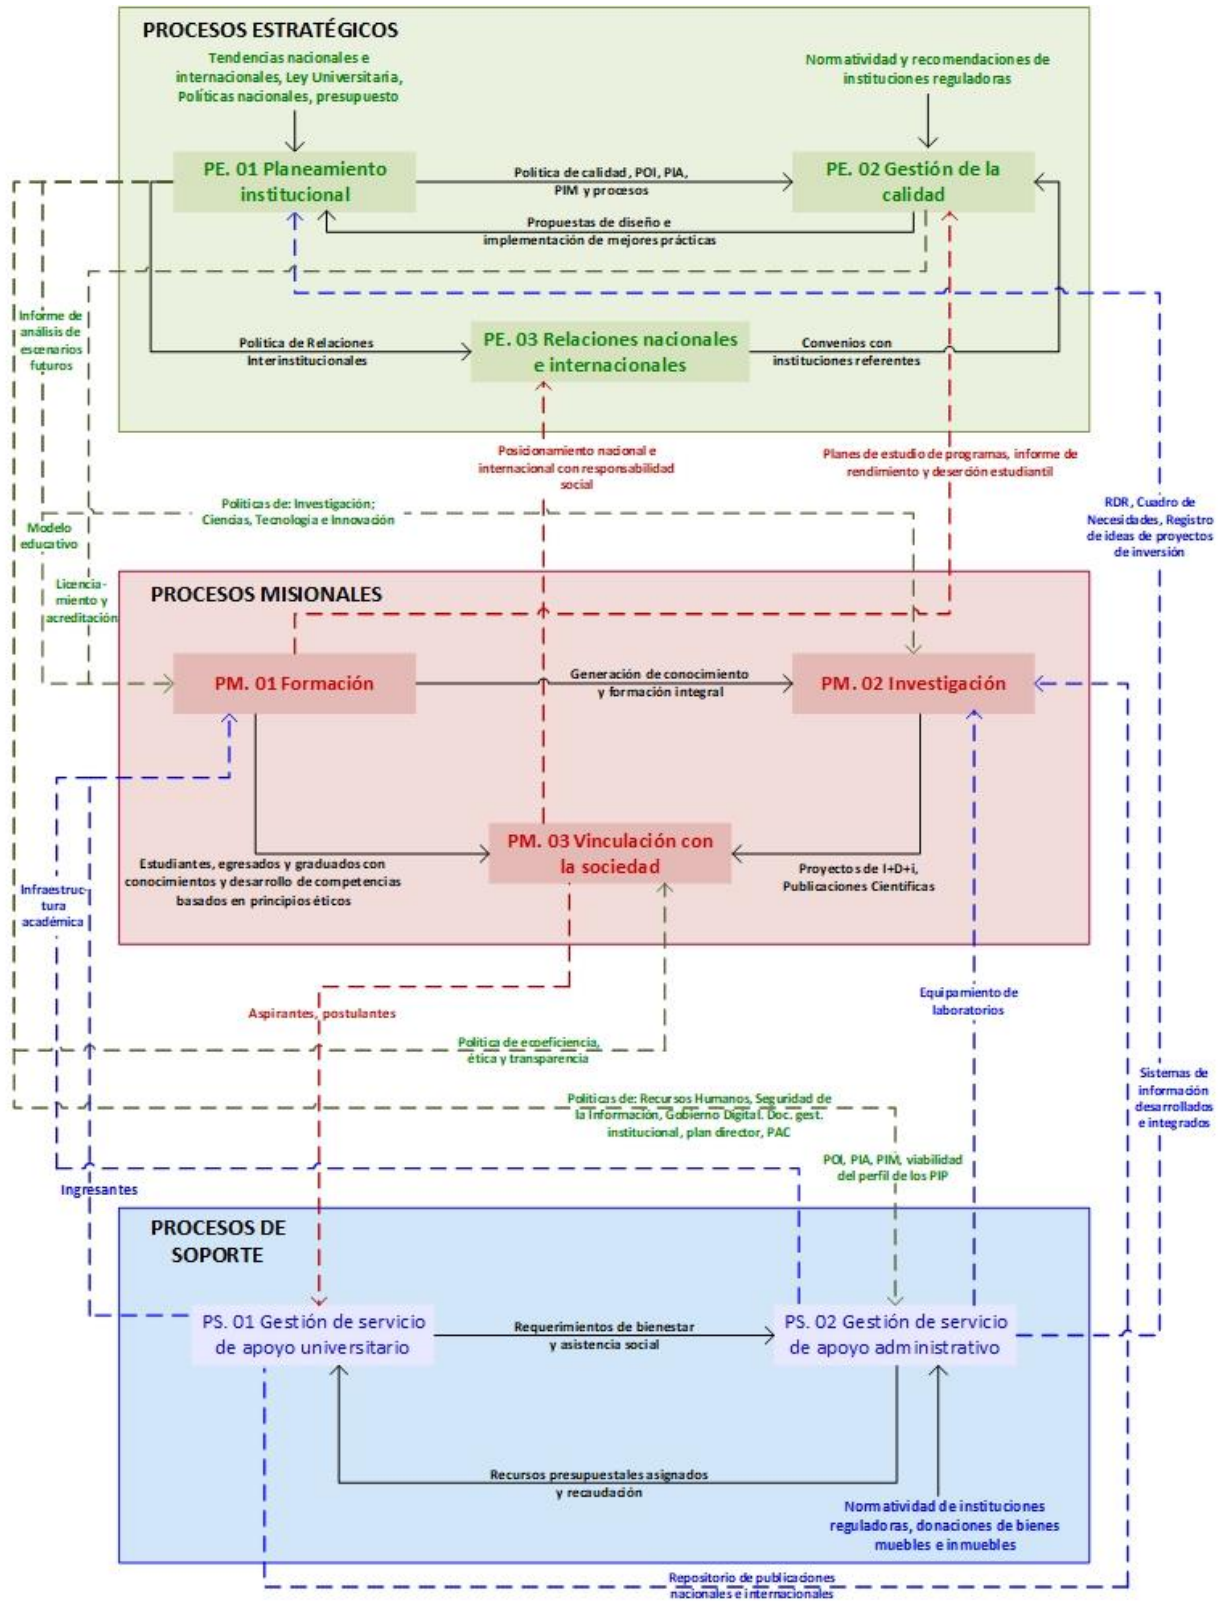 PROCESOS ESTRATÉGICOS
Tendencias nacionales e
internacionales, Ley Universitaria,
Políticas nacionales, presupuesto
Normatividad y recomendaciones de
instituciones reguladoras
PE. 01 Planeamiento
institucional
Política de calidad, POI, PIA,
PIM y procesos
PE. 02 Gestión de la
calidad
Propuestas de diseño e
implementación de mejores prácticas
Informe de
análisis de
escenarios
futuros
Política de Relaciones
Interinstitucionales
PE. 03 Relaciones nacionales
e internacionales
Convenios con
instituciones referentes
Posicionamiento nacional e
internacional con responsabilidad
social
Planes de estudio de programas, informe de
rendimiento y deserción estudiantil
Políticas de: Investigación;
Ciencias, Tecnología e Innovación
RDR, Cuadro de
Necesidades, Registro
de ideas de proyectos
de inversión
Modelo
educativo
Licencia-
miento y
acreditación
PROCESOS MISIONALES
PM. 01 Formación
Generación de conocimiento
y formación integral
PM. 02 Investigación
PM. 03 Vinculación con
la sociedad
Estudiantes, egresados y graduados con
conocimientos y desarrollo de competencias
basados en principios éticos
Proyectos de I+D+i,
Publicaciones Científicas
Infraestruc-
tura
académica
Equipamiento de
laboratorios
Aspirantes, postulantes
Política de ecoeficiencia,
ética y transparencia
Sistemas de
información
desarrollados
e integrados
Políticas de: Recursos Humanos, Seguridad de
la Información, Gobierno Digital. Doc. gest.
institucional, plan director, PAC
POI, PIA, PIM, viabilidad
del perfil de los PIP
Ingresantes
PROCESOS DE
SOPORTE
PS. 01 Gestión de servicio
de apoyo universitario
Requerimientos de bienestar
y asistencia social
PS. 02 Gestión de servicio
de apoyo administrativo
Recursos presupuestales asignados
y recaudación
Normatividad de instituciones
reguladoras, donaciones de bienes
muebles e inmuebles
Repositorio de publicaciones
nacionales e internacionales